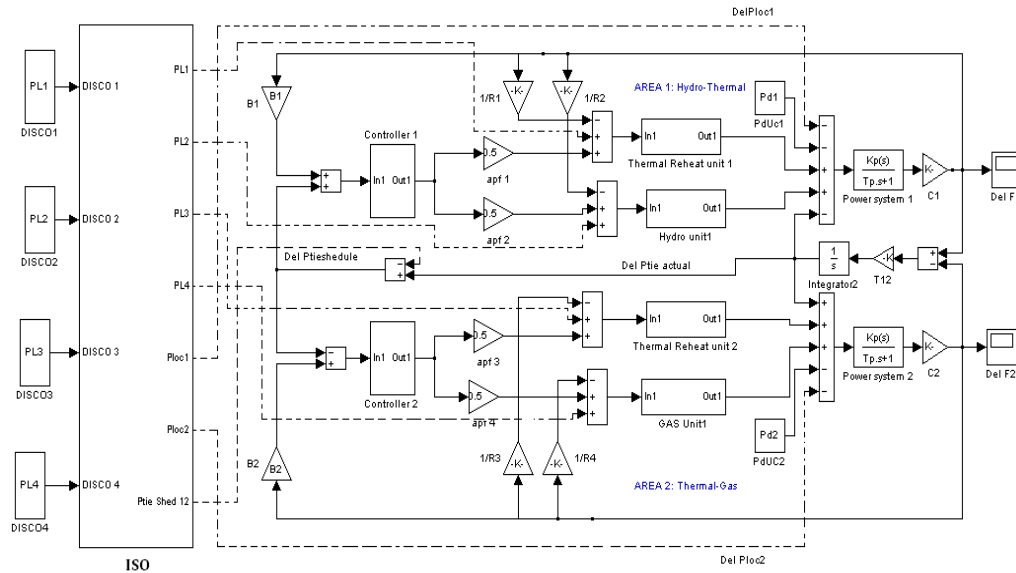 DelPloc1
PL1
DISCO1
DISCO 1
PL1
B1
B1
1/R1
-K-
-K-
1/R2
AREA 1: Hydro-Thermal
Pd1
PdUc1
PL2
Controller 1
In1 Out1
0.5
apf 1
In1 Out1
Thermal Reheat unit 1
Kp(s)
Tp.s+1
Power system 1
K-
C1
Del F
PL2
DISCO2
DISCO 2
PL3
0.5
apf 2
In1 Out1
Hydro unit1
Del Ptieshedule
Del Ptie actual
1
s
Integrator2
-K
T12
PL4
PL3
DISCO3
DISCO 3
Ploc1
Controller 2
In1 Out1
0.5
apf 3
In1 Out1
Thermal Reheat unit 2
Kp(s)
Tp.s+1
Power system 2
K-
C2
Del F2
0.5
apf 4
In1 Out1
GAS Unit1
Ploc2
Pd2
PdUC2
B2
B2
1/R3
-K-
-K-
1/R4
PL4
DISCO4
DISCO 4
Ptie Shed 12
AREA 2: Thermal-Gas
Del Ploc2
ISO